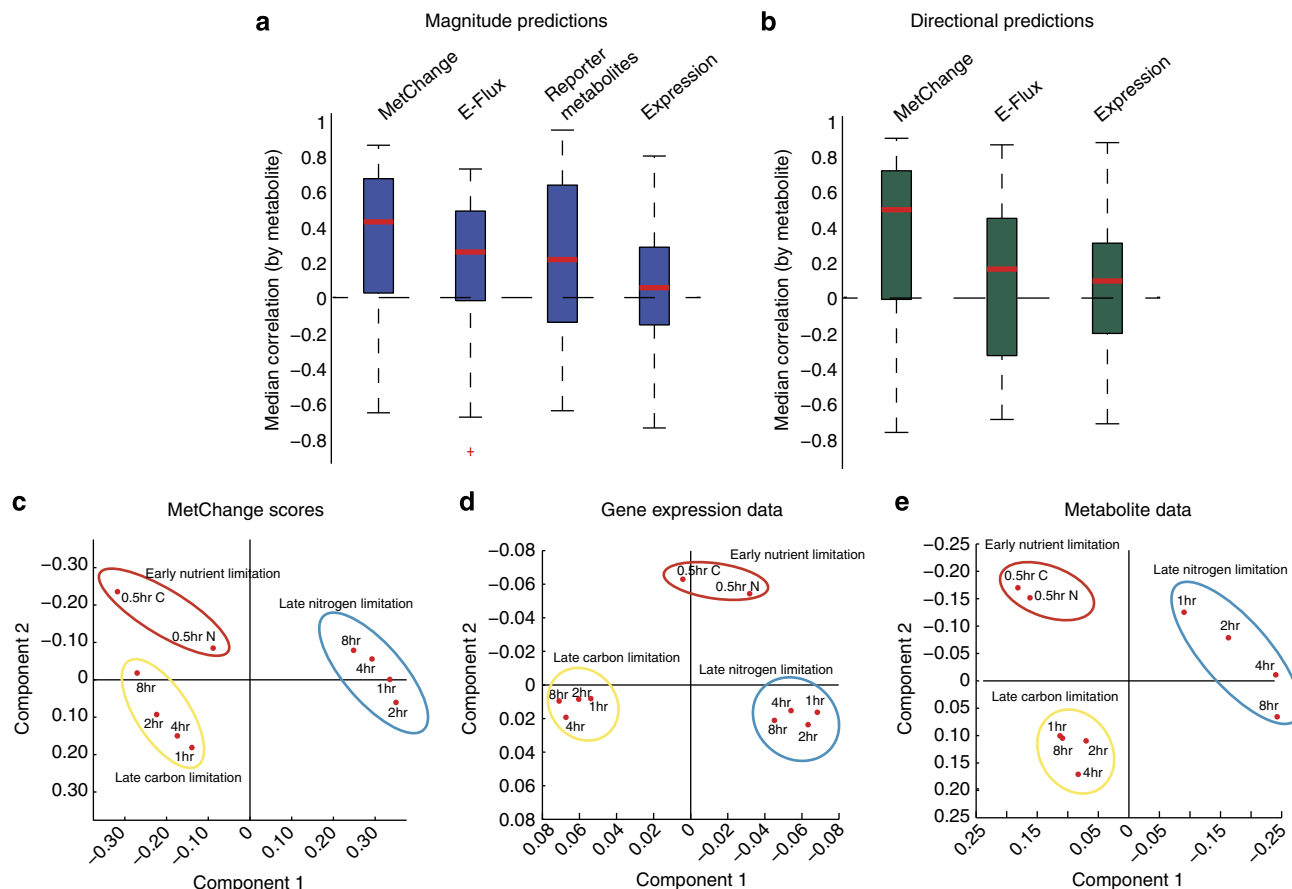 a Magnitude predictions
MetChange
E-Flux
Reporter
metabolites
Expression
Median correlation (by metabolite)
1
0.8
0.6
0.4
0.2
0
−0.2
−0.4
−0.6
−0.8
b Directional predictions
MetChange
E-Flux
Expression
Median correlation (by metabolite)
1
0.8
0.6
0.4
0.2
0
−0.2
−0.4
−0.6
−0.8
c MetChange scores
Component 2
−0.30
−0.20
−0.10
0
0.10
0.20
0.30
Early nutrient limitation
0.5hr C
0.5hr N
Late nitrogen limitation
8hr
4hr
1hr
2hr
8hr
2hr
4hr
1hr
Late carbon limitation
−0.30
−0.20
−0.10
0
0.10
0.20
0.30
Component 1
d Gene expression data
Component 2
−0.08
−0.06
−0.04
−0.02
0
0.02
0.04
0.06
0.08
Early nutrient limitation
0.5hr C
0.5hr N
Late carbon limitation
8hr
2hr
1hr
4hr
Late nitrogen limitation
4hr
1hr
8hr
2hr
0.08
0.06
0.04
0.02
0
−0.02
−0.04
−0.06
−0.08
Component 1
e Metabolite data
Component 2
−0.25
−0.20
−0.15
−0.10
−0.05
0
0.05
0.10
0.15
0.20
0.25
Early nutrient limitation
0.5hr C
0.5hr N
Late nitrogen limitation
1hr
2hr
4hr
8hr
Late carbon limitation
1hr
8hr
2hr
4hr
0.25
0.15
0.05
0
−0.05
−0.15
−0.25
Component 1